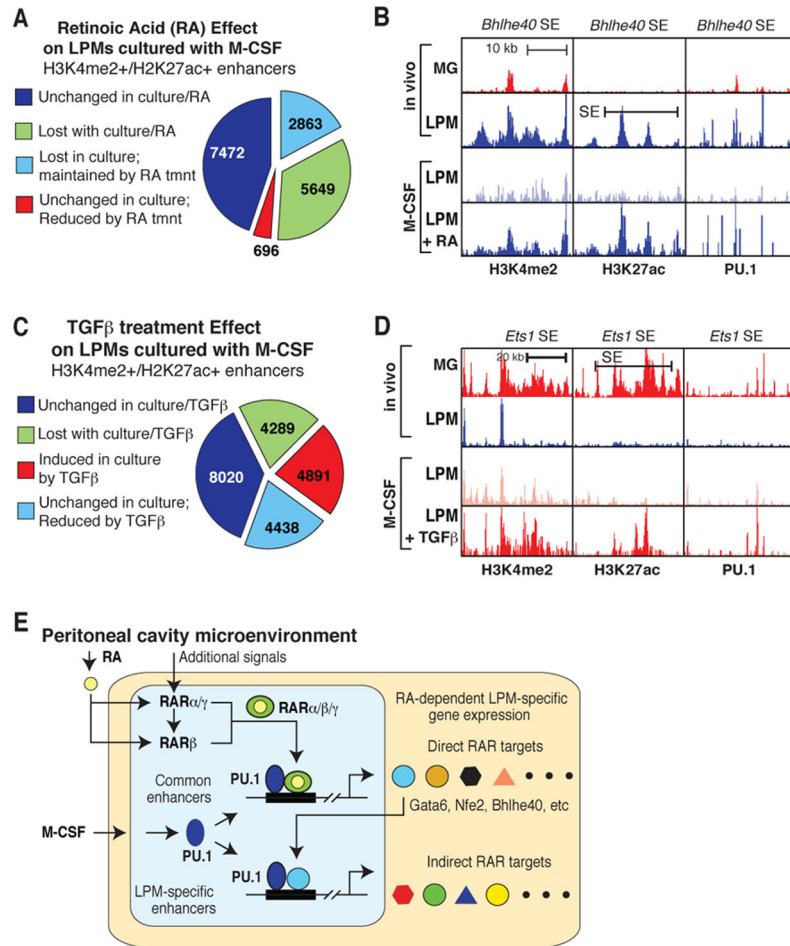 A
Retinoic Acid (RA) Effect
on LPMs cultured with M-CSF
H3K4me2+/H2K27ac+ enhancers
Unchanged in culture/RA
Lost with culture/RA
Lost in culture;
maintained by RA tmnt
Unchanged in culture;
Reduced by RA tmnt
7472
2863
5649
696
B
Bhlhe40 SE
Bhlhe40 SE
Bhlhe40 SE
10 kb
in vivo
MG
LPM
SE
M-CSF
LPM
LPM
+ RA
H3K4me2
H3K27ac
PU.1
C
TGFβ treatment Effect
on LPMs cultured with M-CSF
H3K4me2+/H3K27ac+ enhancers
Unchanged in culture/TGFβ
Lost with culture/TGFβ
Induced in culture
by TGFβ
Unchanged in culture;
Reduced by TGFβ
8020
4289
4891
4438
D
Ets1 SE
Ets1 SE
Ets1 SE
20 kb
SE
in vivo
MG
LPM
M-CSF
LPM
LPM
+ TGFβ
H3K4me2
H3K27ac
PU.1
E
Peritoneal cavity microenvironment
RA
Additional signals
RARα/γ
RARβ
RARα/β/γ
RA-dependent LPM-specific
gene expression
Direct RAR targets
PU.1
Common
enhancers
Gata6, Nfe2, Bhlhe40, etc
M-CSF
PU.1
PU.1
LPM-specific
enhancers
Indirect RAR targets